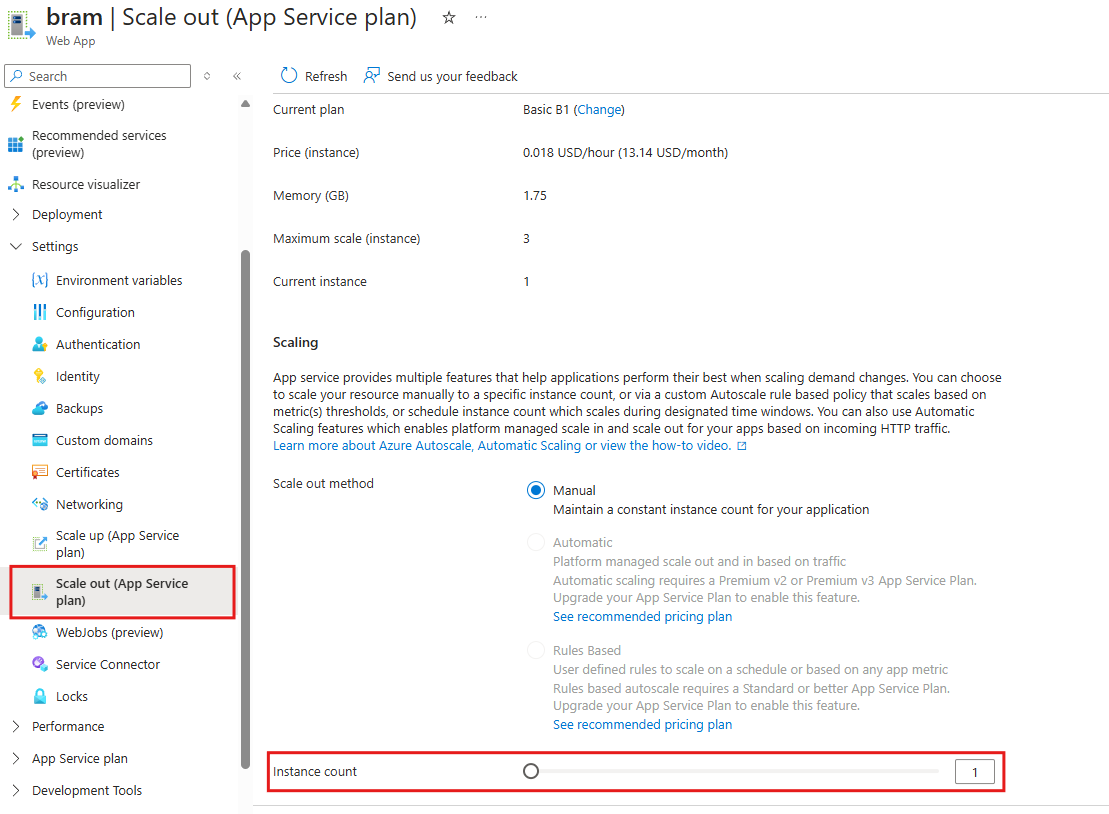 bram | Scale out (App Service plan)
Web App
Search
Events (preview)
Recommended services
(preview)
Resource visualizer
Deployment
Settings
Environment variables
Configuration
Authentication
Identity
Backups
Custom domains
Certificates
Networking
Scale up (App Service
plan)
Scale out (App Service
plan)
WebJobs (preview)
Service Connector
Locks
Performance
App Service plan
Development Tools
Refresh Send us your feedback
Current plan Basic B1 (Change)
Price (instance) 0.018 USD/hour (13.14 USD/month)
Memory (GB) 1.75
Maximum scale (instance) 3
Current instance 1
Scaling
App service provides multiple features that help applications perform their best when scaling demand changes. You can choose
to scale your resource manually to a specific instance count, or via a custom Autoscale rule based policy that scales based on
metric(s) thresholds, or schedule instance count which scales during designated time windows. You can also use Automatic
Scaling features which enables platform managed scale in and scale out for your apps based on incoming HTTP traffic.
Learn more about Azure Autoscale, Automatic Scaling or view the how-to video.
Scale out method
Manual
Maintain a constant instance count for your application
Automatic
Platform managed scale out and in based on traffic
Automatic scaling requires a Premium v2 or Premium v3 App Service Plan.
Upgrade your App Service Plan to enable this feature.
See recommended pricing plan
Rules Based
User defined rules to scale on a schedule or based on any app metric
Rules based autoscale requires a Standard or better App Service Plan.
Upgrade your App Service Plan to enable this feature.
See recommended pricing plan
Instance count 1